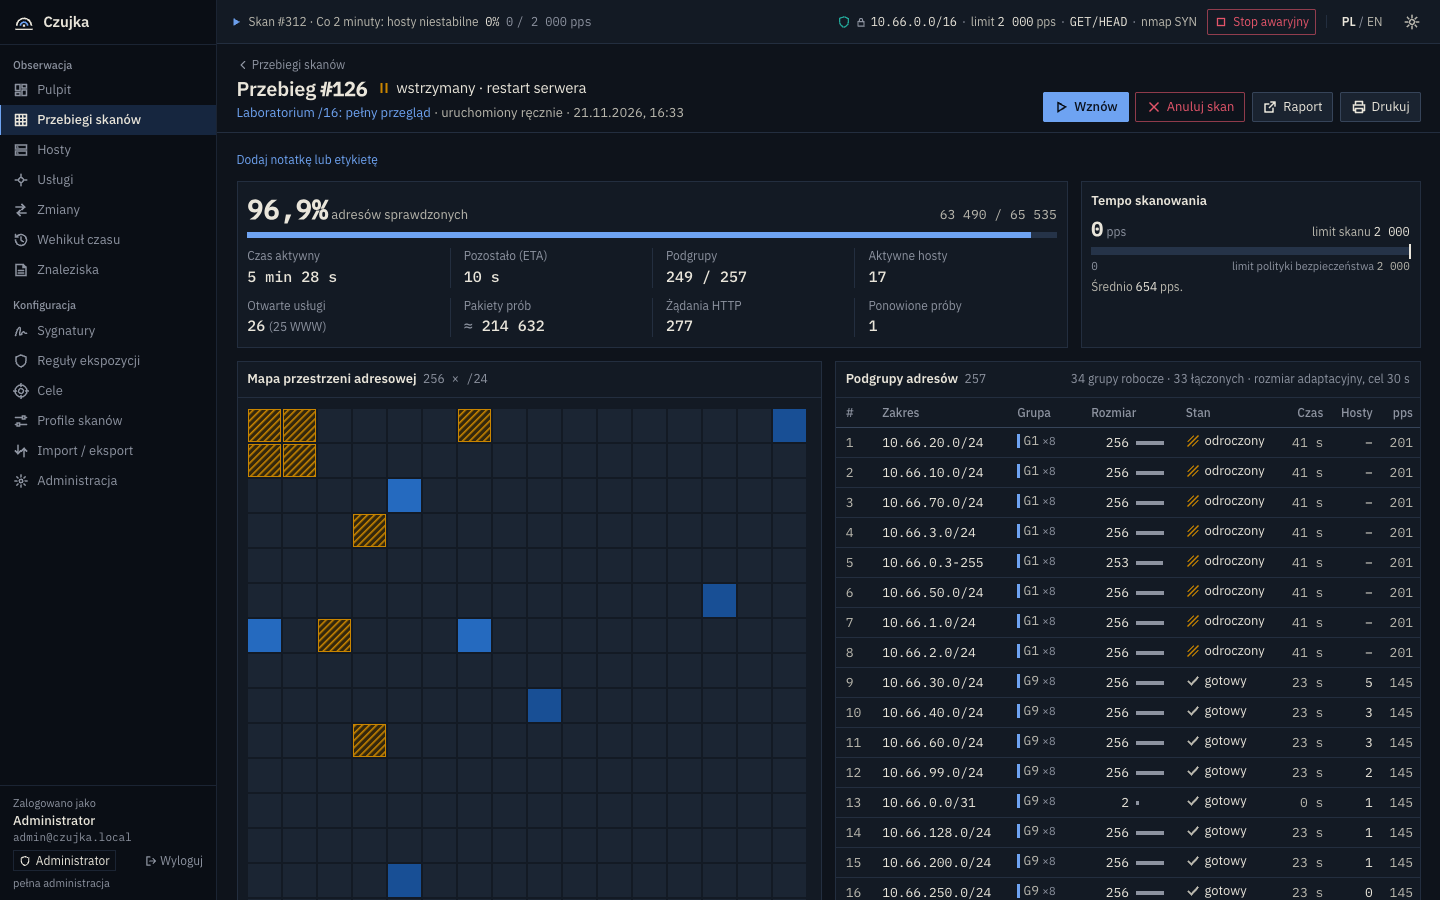 Czujka
Skan #312 · Co 2 minuty: hosty niestabilne 0% 0 / 2 000 pps
10.66.0.0/16 · limit 2 000 pps · GET/HEAD · nmap SYN
Stop awaryjny
PL / EN
Obserwacja
Pulpit
Przebiegi skanów
Hosty
Usługi
Zmiany
Wehikuł czasu
Znaleziska
Konfiguracja
Sygnatury
Reguły ekspozycji
Cele
Profile skanów
Import / eksport
Administracja
Zalogowano jako
Administrator
admin@czujka.local
Administrator
Wyloguj
pełna administracja
Przebiegi skanów
Przebieg #126 wstrzymany · restart serwera
Laboratorium /16: pełny przegląd · uruchomiony ręcznie · 21.11.2026, 16:33
Wznów
Anuluj skan
Raport
Drukuj
Dodaj notatkę lub etykietę
96,9% adresów sprawdzonych 63 490 / 65 535
Czas aktywny Pozostało (ETA) Podgrupy Aktywne hosty
5 min 28 s 10 s 249 / 257 17
Otwarte usługi Pakiety prób Żądania HTTP Ponowione próby
26 (25 WWW) ≈ 214 632 277 1
Tempo skanowania
0 pps limit skanu 2 000
0 limit polityki bezpieczeństwa 2 000
Średnio 654 pps.
Mapa przestrzeni adresowej 256 × /24
Podgrupy adresów 257 34 grupy robocze · 33 łączonych · rozmiar adaptacyjny, cel 30 s
# Zakres Grupa Rozmiar Stan Czas Hosty pps
1 10.66.20.0/24 G1 ×8 256 odroczony 41 s – 201
2 10.66.10.0/24 G1 ×8 256 odroczony 41 s – 201
3 10.66.70.0/24 G1 ×8 256 odroczony 41 s – 201
4 10.66.3.0/24 G1 ×8 256 odroczony 41 s – 201
5 10.66.0.3-255 G1 ×8 253 odroczony 41 s – 201
6 10.66.50.0/24 G1 ×8 256 odroczony 41 s – 201
7 10.66.1.0/24 G1 ×8 256 odroczony 41 s – 201
8 10.66.2.0/24 G1 ×8 256 odroczony 41 s – 201
9 10.66.30.0/24 G9 ×8 256 gotowy 23 s 5 145
10 10.66.40.0/24 G9 ×8 256 gotowy 23 s 3 145
11 10.66.60.0/24 G9 ×8 256 gotowy 23 s 3 145
12 10.66.99.0/24 G9 ×8 256 gotowy 23 s 2 145
13 10.66.0.0/31 G9 ×8 2 gotowy 0 s 1 145
14 10.66.128.0/24 G9 ×8 256 gotowy 23 s 1 145
15 10.66.200.0/24 G9 ×8 256 gotowy 23 s 1 145
16 10.66.250.0/24 G9 ×8 256 gotowy 23 s 0 145